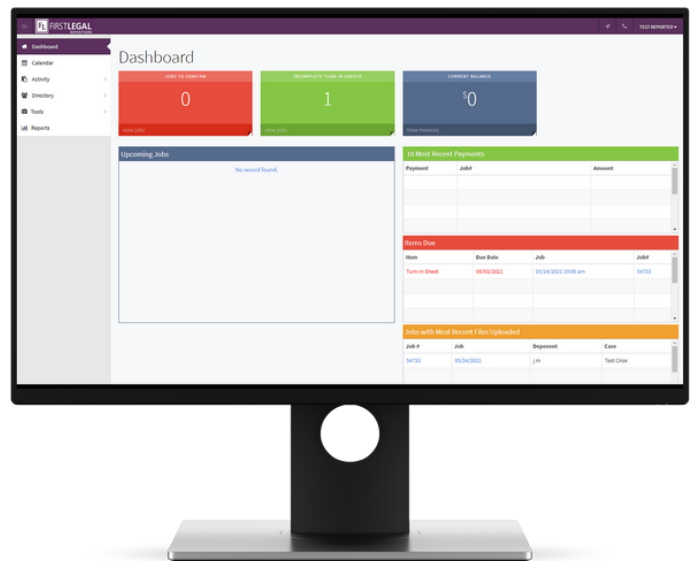 FL FIRSTLEGAL
DEPOSITIONS
TEST REPORTER
Dashboard
Calendar
Activity
Directory
Tools
Reports
Dashboard
JOBS TO CONFIRM
0
View jobs
INCOMPLETE TURN-IN SHEETS
1
View jobs
CURRENT BALANCE
$0
View invoices
Upcoming Jobs
No record found.
10 Most Recent Payments
Payment Job# Amount
Items Due
Item Due Date Job Job#
Turn-In Sheet 06/03/2021 05/24/2021 10:00 am 54733
Jobs with Most Recent Files Uploaded
Job # Job Deponent Case
54733 05/24/2021 j m Test CAse